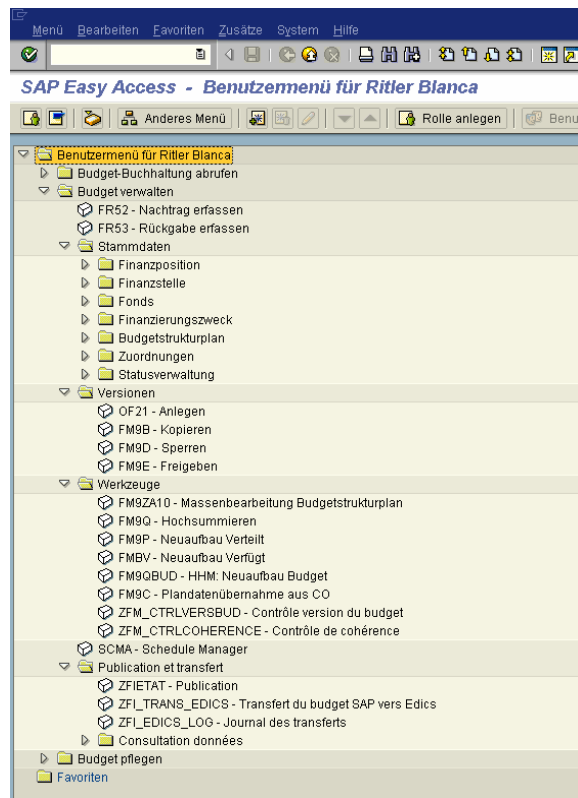 Menü Bearbeiten Favoriten Zusätze System Hilfe
SAP Easy Access - Benutzermenü für Ritler Blanca
Anderes Menü Rolle anlegen Benu
Benutzermenü für Ritler Blanca
Budget-Buchhaltung abrufen
Budget verwalten
FR52 - Nachtrag erfassen
FR53 - Rückgabe erfassen
Stammdaten
Finanzposition
Finanzstelle
Fonds
Finanzierungszweck
Budgetstrukturplan
Zuordnungen
Statusverwaltung
Versionen
OF21 - Anlegen
FM9B - Kopieren
FM9D - Sperren
FM9E - Freigeben
Werkzeuge
FM9ZA10 - Massenbearbeitung Budgetstrukturplan
FM9Q - Hochsummieren
FM9P - Neuaufbau Verteilt
FMBV - Neuaufbau Verfügt
FM9QBUD - HHM: Neuaufbau Budget
FM9C - Plandatenübernahme aus CO
ZFM_CTRLVERSBUD - Contrôle version du budget
ZFM_CTRLCOHERENCE - Contrôle de cohérence
SCMA - Schedule Manager
Publication et transfert
ZFIETAT - Publication
ZFI_TRANS_EDICS - Transfert du budget SAP vers Edics
ZFI_EDICS_LOG - Journal des transferts
Consultation données
Budget pflegen
Favoriten